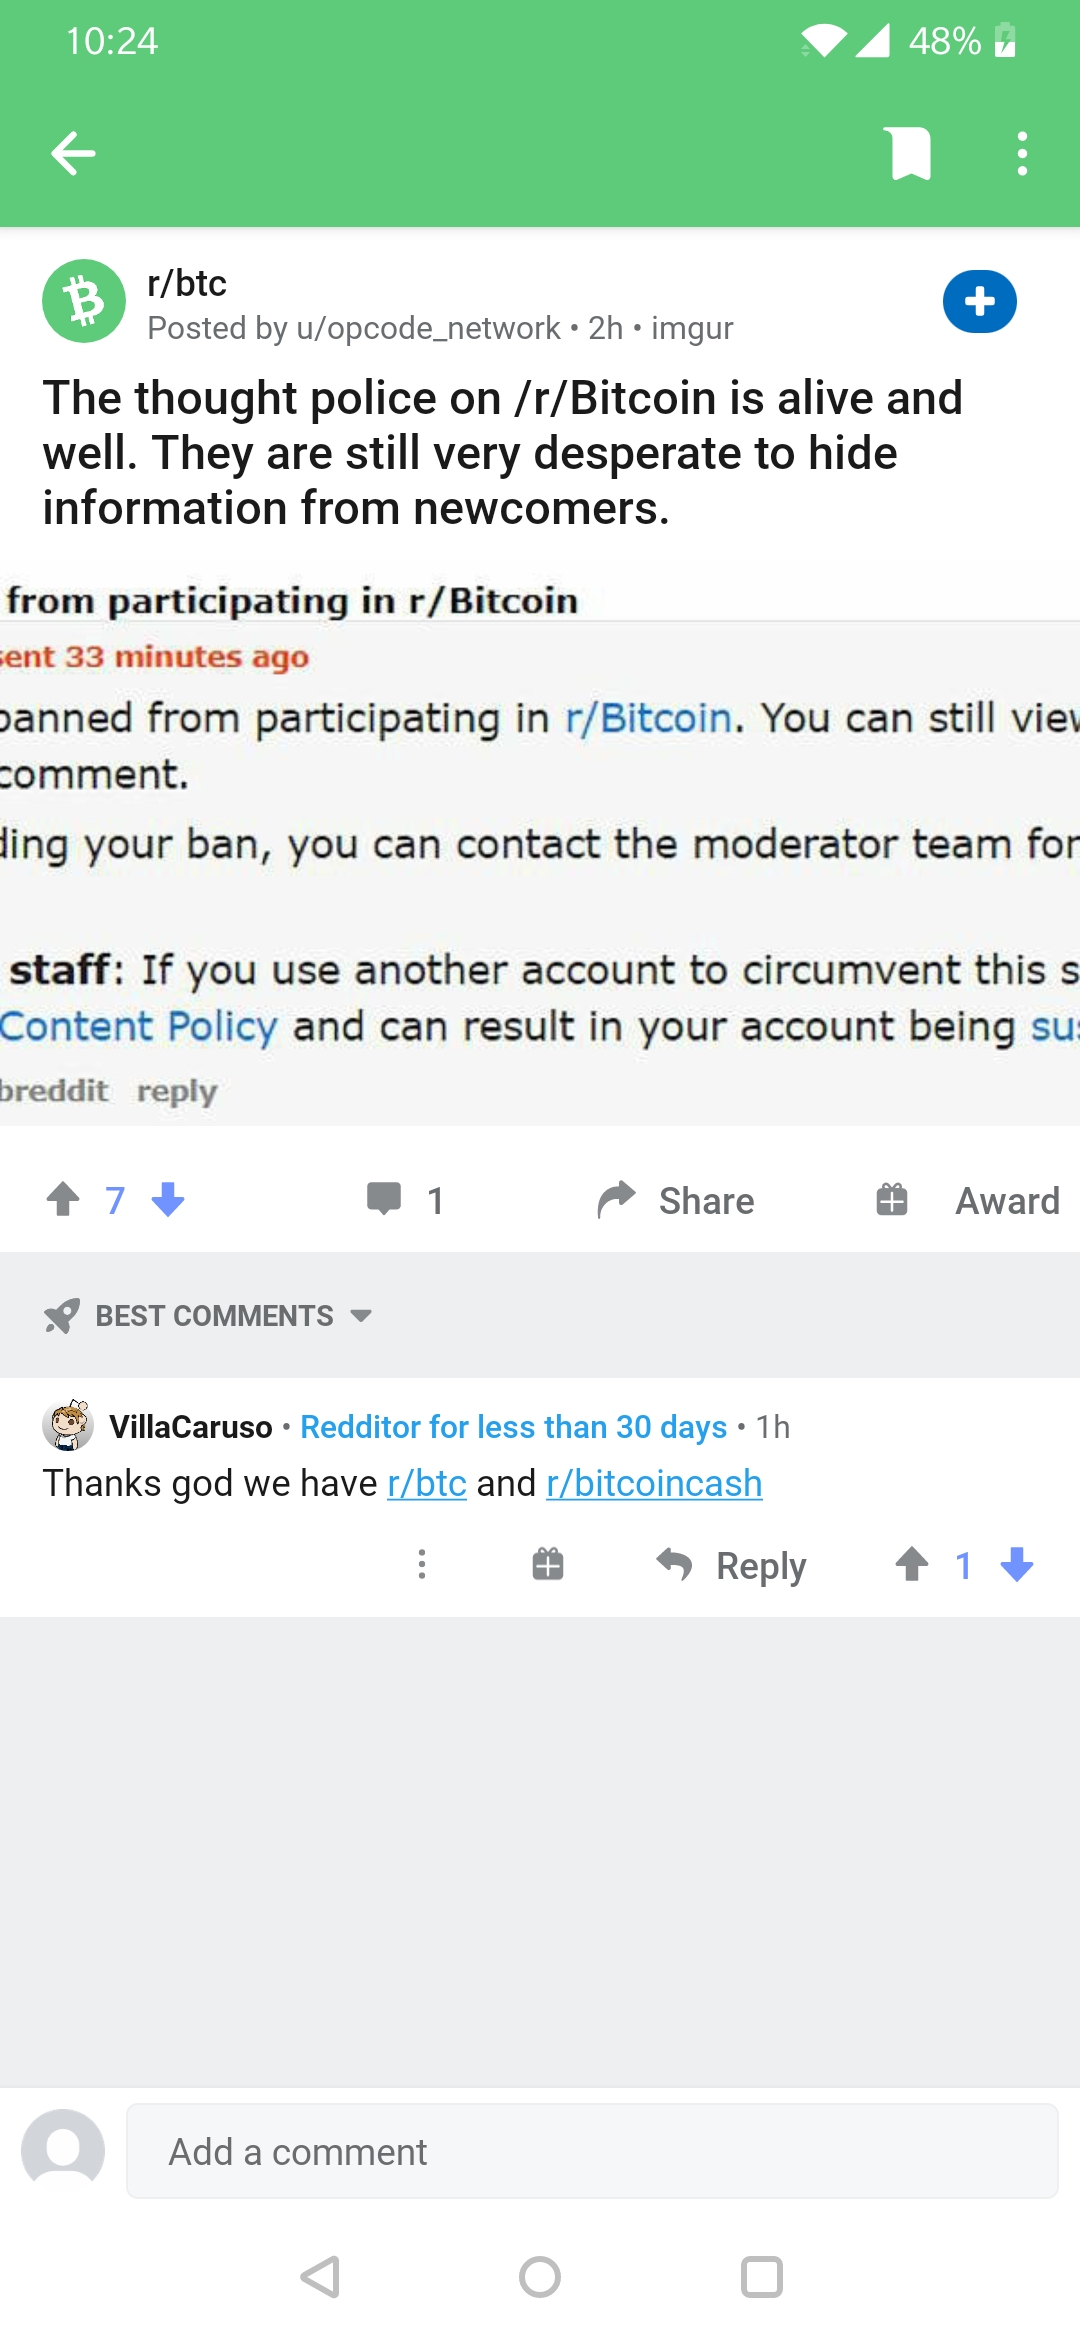 10:24
48%
r/btc
Posted by u/opcode_network • 2h • imgur
The thought police on /r/Bitcoin is alive and
well. They are still very desperate to hide
information from newcomers.
from participating in r/Bitcoin
sent 33 minutes ago
banned from participating in r/Bitcoin. You can still view
comment.
your ban, you can contact the moderator team for
staff: If you use another account to circumvent this
Content Policy and can result in your account being
reply
7
1
Share
Award
BEST COMMENTS
VillaCaruso • Redditor for less than 30 days • 1h
Thanks god we have r/btc and r/bitcoincash
Reply
1
Add a comment